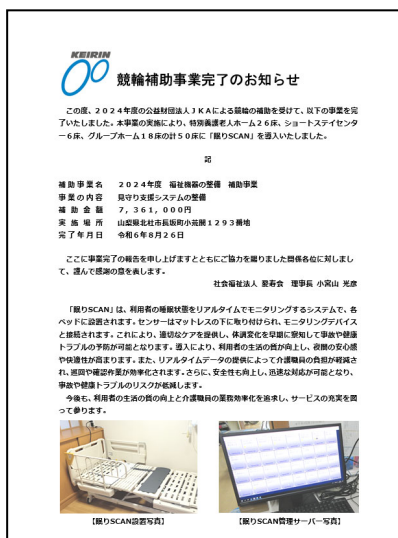 KEIRIN
競輪補助事業完了のお知らせ
この度、２０２４年度の公益財団法人ＪＫＡによる競輪の補助を受けて、以下の事業を完
了いたしました。本事業の実施により、特別養護老人ホーム２６床、ショートステイセンタ
ー６床、グループホーム１８床の計５０床に「眠りSCAN」を導入いたしました。
記
補助事業名　２０２４年度　福祉機器の整備　補助事業
事業の内容　見守り支援システムの整備
補助金額　７，３６１，０００円
実施場所　山梨県北杜市長坂町小荒間１２９３番地
完了年月日　令和６年８月２６日
ここに事業完了の報告を申し上げますとともにご協力を賜りました関係各位に対しまし
て、謹んで感謝の意を表します。
社会福祉法人　愛寿会　理事長　小宮山　光彦
「眠りSCAN」は、利用者の睡眠状態をリアルタイムでモニタリングするシステムで、各
ベッドに設置されます。センサーはマットレスの下に取り付けられ、モニタリングデバイス
と接続されます。これにより、適切なケアを提供し、体調変化を早期に察知して事故や健康
トラブルの予防が可能となります。導入により、利用者の生活の質が向上し、夜間の安心感
や快適性が高まります。また、リアルタイムデータの提供によって介護職員の負担が軽減さ
れ、巡回や確認作業が効率化されます。さらに、安全性も向上し、迅速な対応が可能となり、
事故や健康トラブルのリスクが低減します。
今後も、利用者の生活の質の向上と介護職員の業務効率化を追求し、サービスの充実を図
って参ります。
【眠りSCAN設置写真】
【眠りSCAN管理サーバー写真】